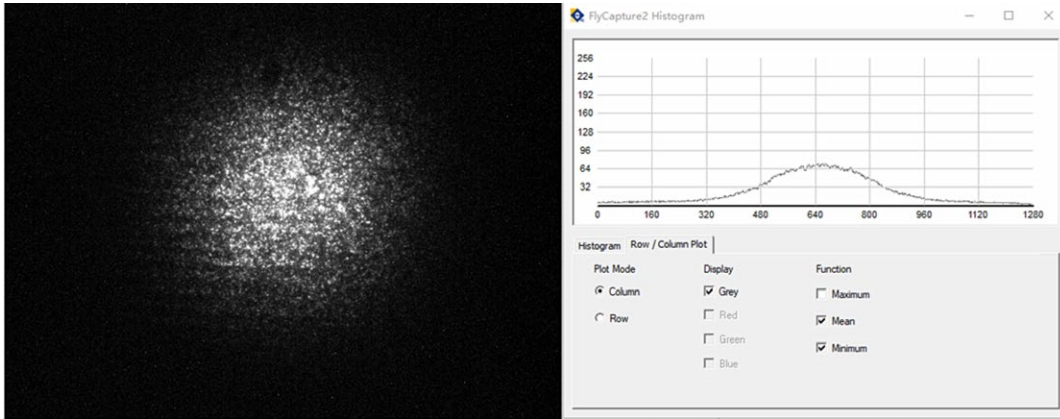 FlyCapture2 Histogram
256
224
192
160
128
96
64
32
0 160 320 480 640 800 960 1120 1280
Histogram Row / Column Plot
Plot Mode Display Function
Column Grey Maximum
Row Red Mean
Green Minimum
Blue